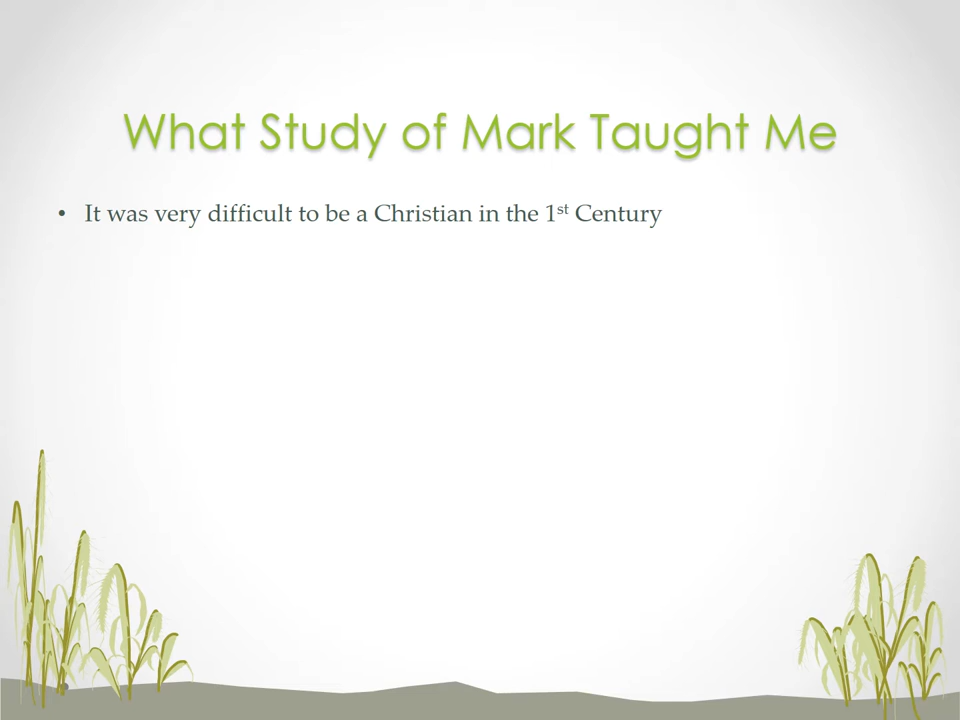 What Study of Mark Taught Me
• It was very difficult to be a Christian in the 1st Century